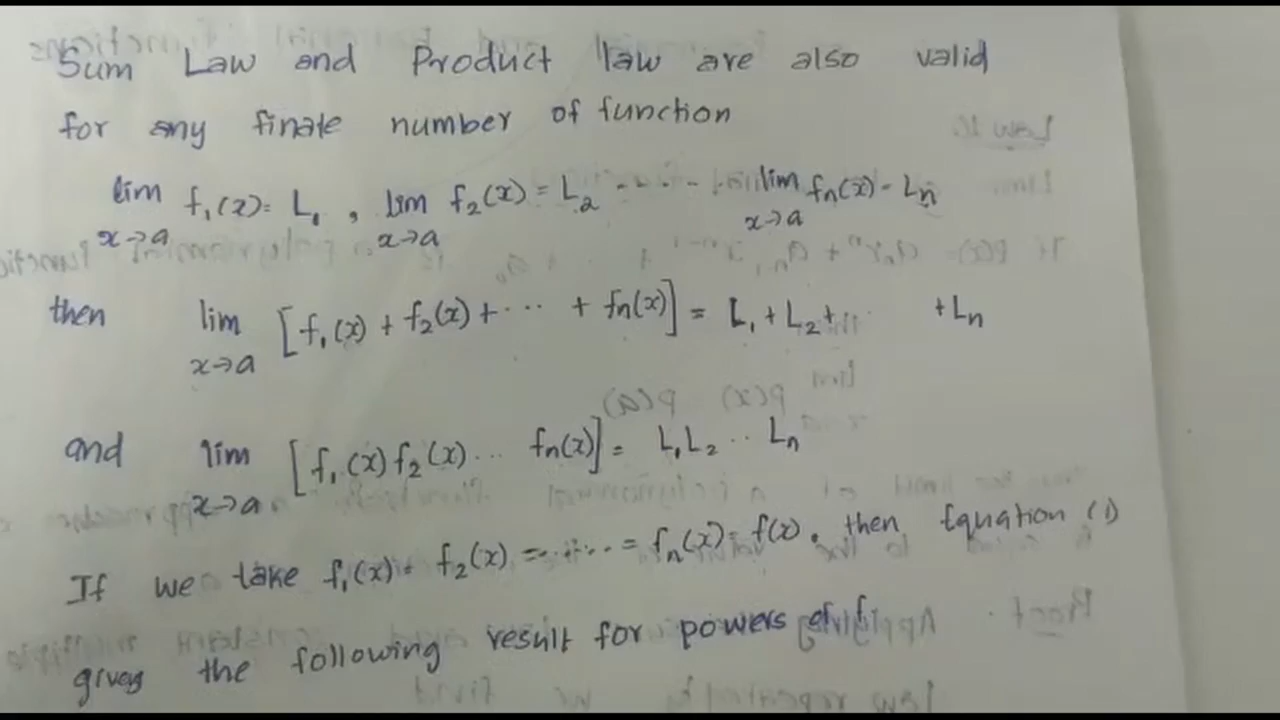 Sum Law and Product law are also valid
for any finate number of function
lim x→a f₁(x) = L₁, lim x→a f₂(x) = L₂ - - - - lim x→a fn(x) - Ln
then lim x→a [f₁(x) + f₂(x) + ... + fn(x)] = L₁ + L₂ + . +Ln
and lim x→a [f₁(x) f₂(x) ... fn(x)] = L₁L₂ .. Ln
If we take f₁(x) = f₂(x) = ..... = fn(x) = f(x), then Equation (1)
gives the following result for powers of f